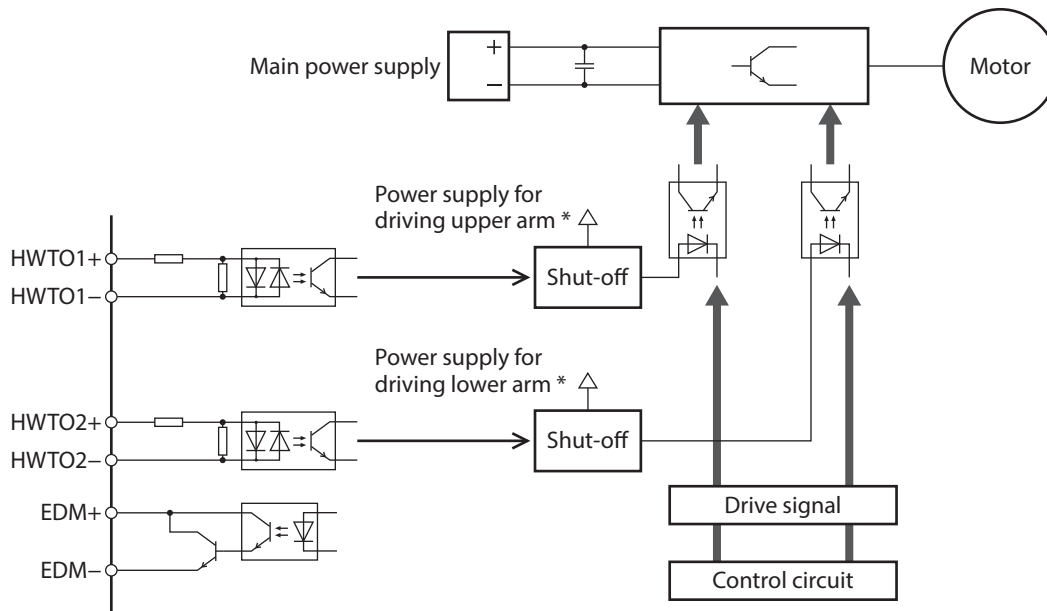 Main power supply
+
−
Motor
Power supply for
driving upper arm *
HWTO1+
HWTO1−
Shut-off
Power supply for
driving lower arm *
HWTO2+
HWTO2−
Shut-off
EDM+
EDM−
Drive signal
Control circuit